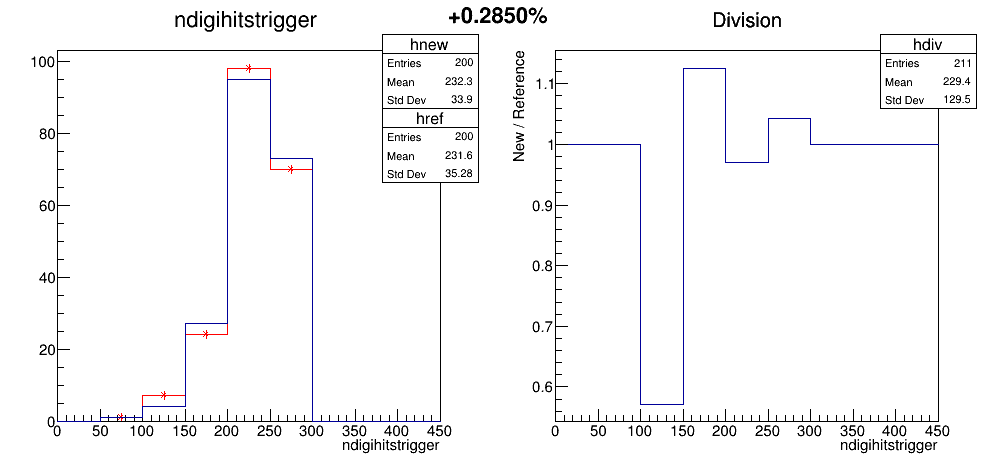 +0.2850%
ndigihitstrigger
hnew
Entries 200
Mean 232.3
Std Dev 33.9
href
Entries 200
Mean 231.6
Std Dev 35.28
100
80
60
40
20
0
0 50 100 150 200 250 300 350 400 450
ndigihitstrigger
Division
hdiv
Entries 211
Mean 229.4
Std Dev 129.5
New / Reference
1.1
1
0.9
0.8
0.7
0.6
0 50 100 150 200 250 300 350 400 450
ndigihitstrigger